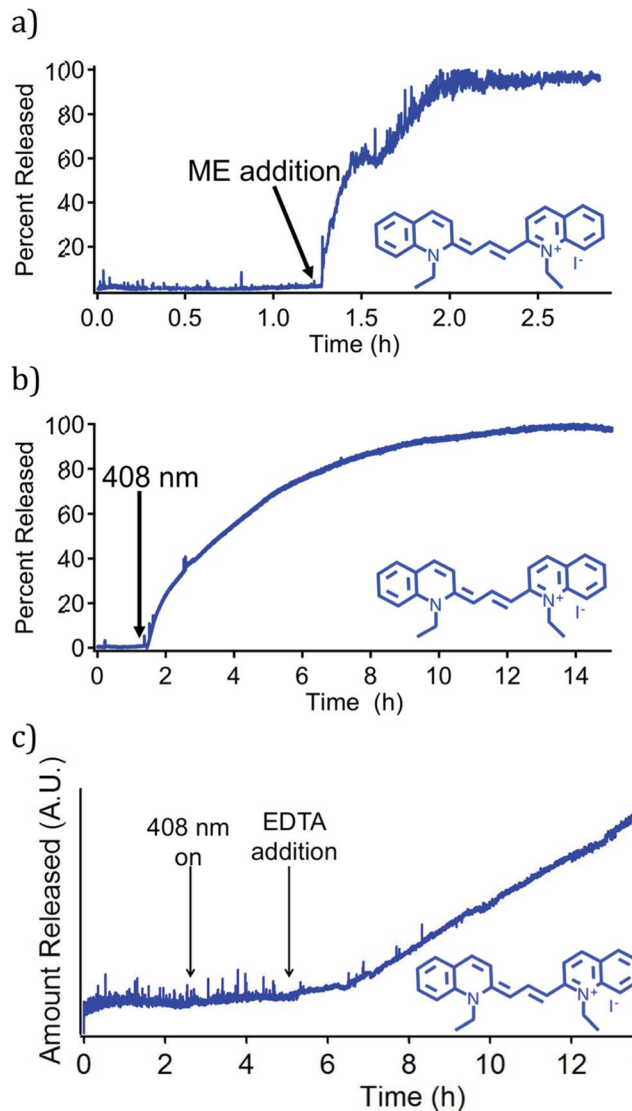 a)
Percent Released
100
80
60
40
20
ME addition
N
N+
I-
0.0 0.5 1.0 1.5 2.0 2.5
Time (h)
b)
Percent Released
100
80
60
40
20
0
408 nm
N
N+
I-
0 2 4 6 8 10 12 14
Time (h)
c)
Amount Released (A.U.)
408 nm
on
EDTA
addition
N
N+
I-
0 2 4 6 8 10 12
Time (h)